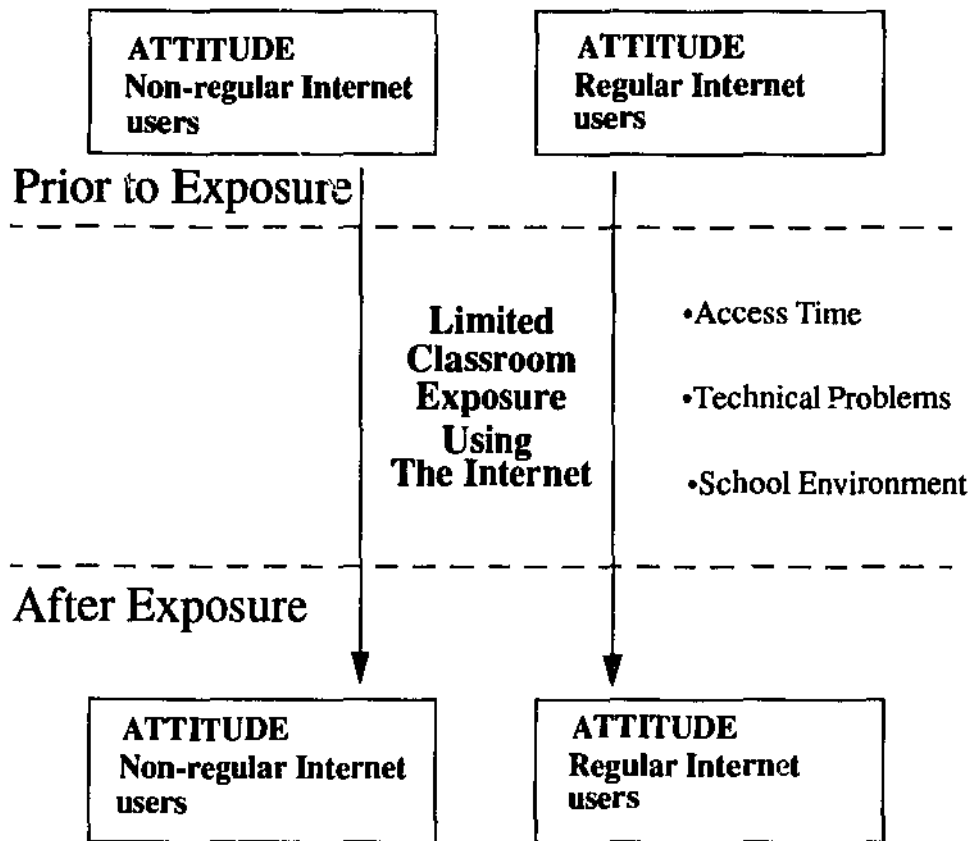 ATTITUDE
Non-regular Internet
users
ATTITUDE
Regular Internet
users
Prior to Exposure
Limited
Classroom
Exposure
Using
The Internet
•Access Time
•Technical Problems
•School Environment
After Exposure
ATTITUDE
Non-regular Internet
users
ATTITUDE
Regular Internet
users